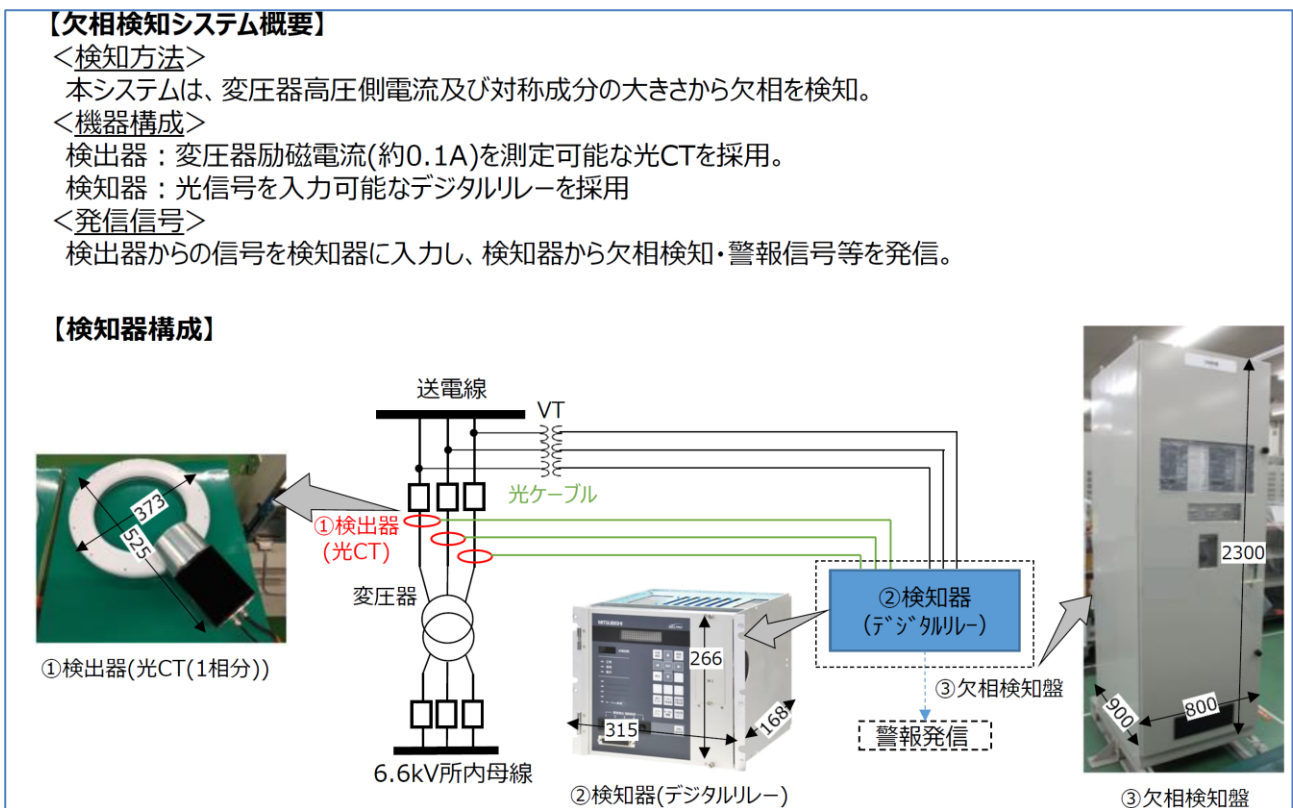 【欠相検知システム概要】
＜検知方法＞
本システムは、変圧器高圧側電流及び対称成分の大きさから欠相を検知。
＜機器構成＞
検出器：変圧器励磁電流(約0.1A)を測定可能な光CTを採用。
検知器：光信号を入力可能なデジタルリレーを採用
＜発信信号＞
検出器からの信号を検知器に入力し、検知器から欠相検知・警報信号等を発信。
【検知器構成】
送電線
VT
光ケーブル
①検出器
(光CT)
373
525
変圧器
①検出器(光CT(1相分))
6.6kV所内母線
MITSUBISHI
266
315
168
②検知器(デジタルリレー)
②検知器
(ﾃﾞｼﾞﾀﾙﾘﾚｰ)
③欠相検知盤
警報発信
2300
900
800
③欠相検知盤